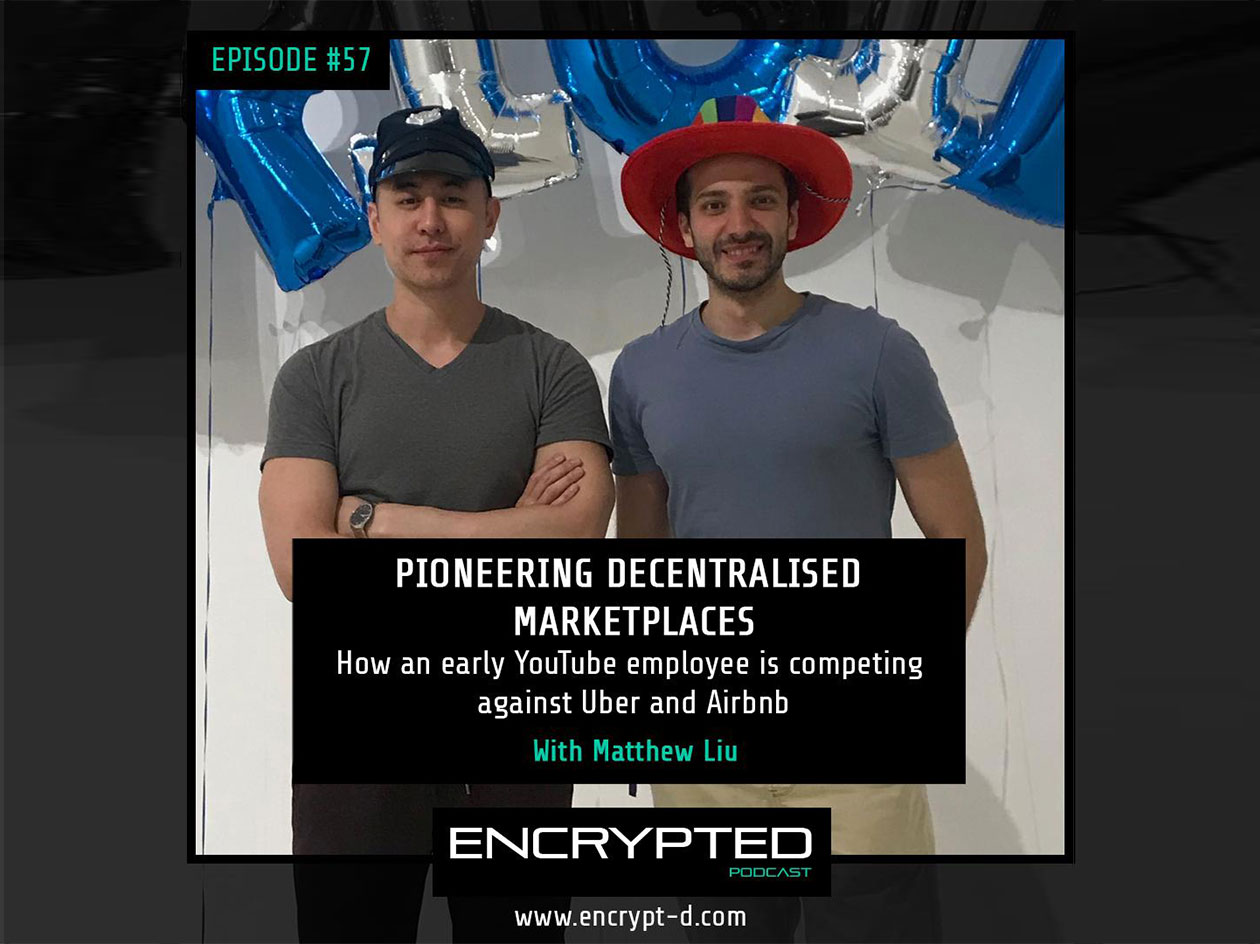 EPISODE #57
PIONEERING DECENTRALISED
MARKETPLACES
How an early YouTube employee is competing
against Uber and Airbnb
With Matthew Liu
ENCRYPTED
PODCAST
www.encrypt-d.com